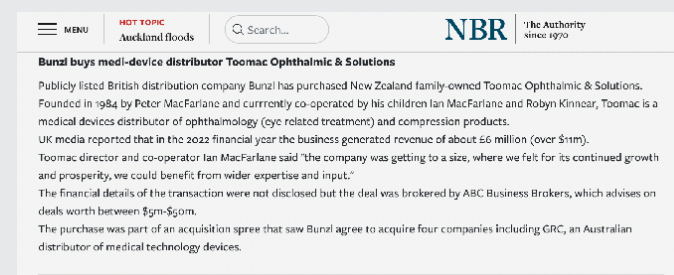 MENU
HOT TOPIC
Auckland floods
Search...
NBR
The Authority
since 1970
Bunzl buys medi-device distributor Toomac Ophthalmic & Solutions
Publicly listed British distribution company Bunzl has purchased New Zealand family-owned Toomac Ophthalmic & Solutions.
Founded in 1984 by Peter MacFarlane and currrently co-operated by his children Ian MacFarlane and Robyn Kinnear, Toomac is a
medical devices distributor of ophthalmology (eye related treatment) and compression products.
UK media reported that in the 2022 financial year the business generated revenue of about £6 million (over $11m).
Toomac director and co-operator Ian MacFarlane said "the company was getting to a size, where we felt for its continued growth
and prosperity, we could benefit from wider expertise and input."
The financial details of the transaction were not disclosed but the deal was brokered by ABC Business Brokers, which advises on
deals worth between $5m-$50m.
The purchase was part of an acquisition spree that saw Bunzl agree to acquire four companies including GRC, an Australian
distributor of medical technology devices.